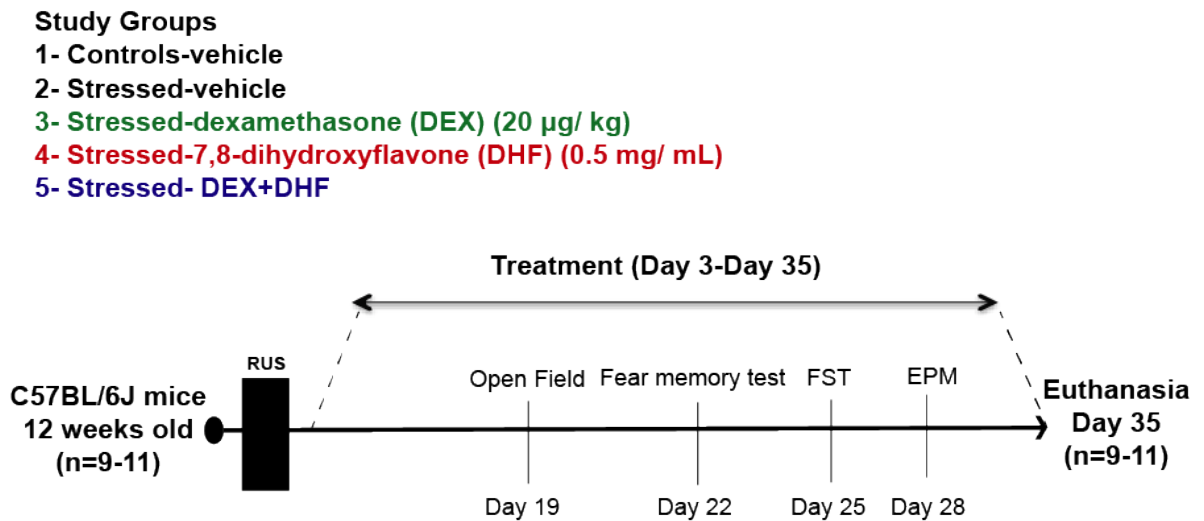 Study Groups
1- Controls-vehicle
2- Stressed-vehicle
3- Stressed-dexamethasone (DEX) (20 μg/ kg)
4- Stressed-7,8-dihydroxyflavone (DHF) (0.5 mg/ mL)
5- Stressed- DEX+DHF
Treatment (Day 3-Day 35)
RUS
C57BL/6J mice
12 weeks old
(n=9-11)
Open Field
Fear memory test
FST
EPM
Day 19
Day 22
Day 25
Day 28
Euthanasia
Day 35
(n=9-11)